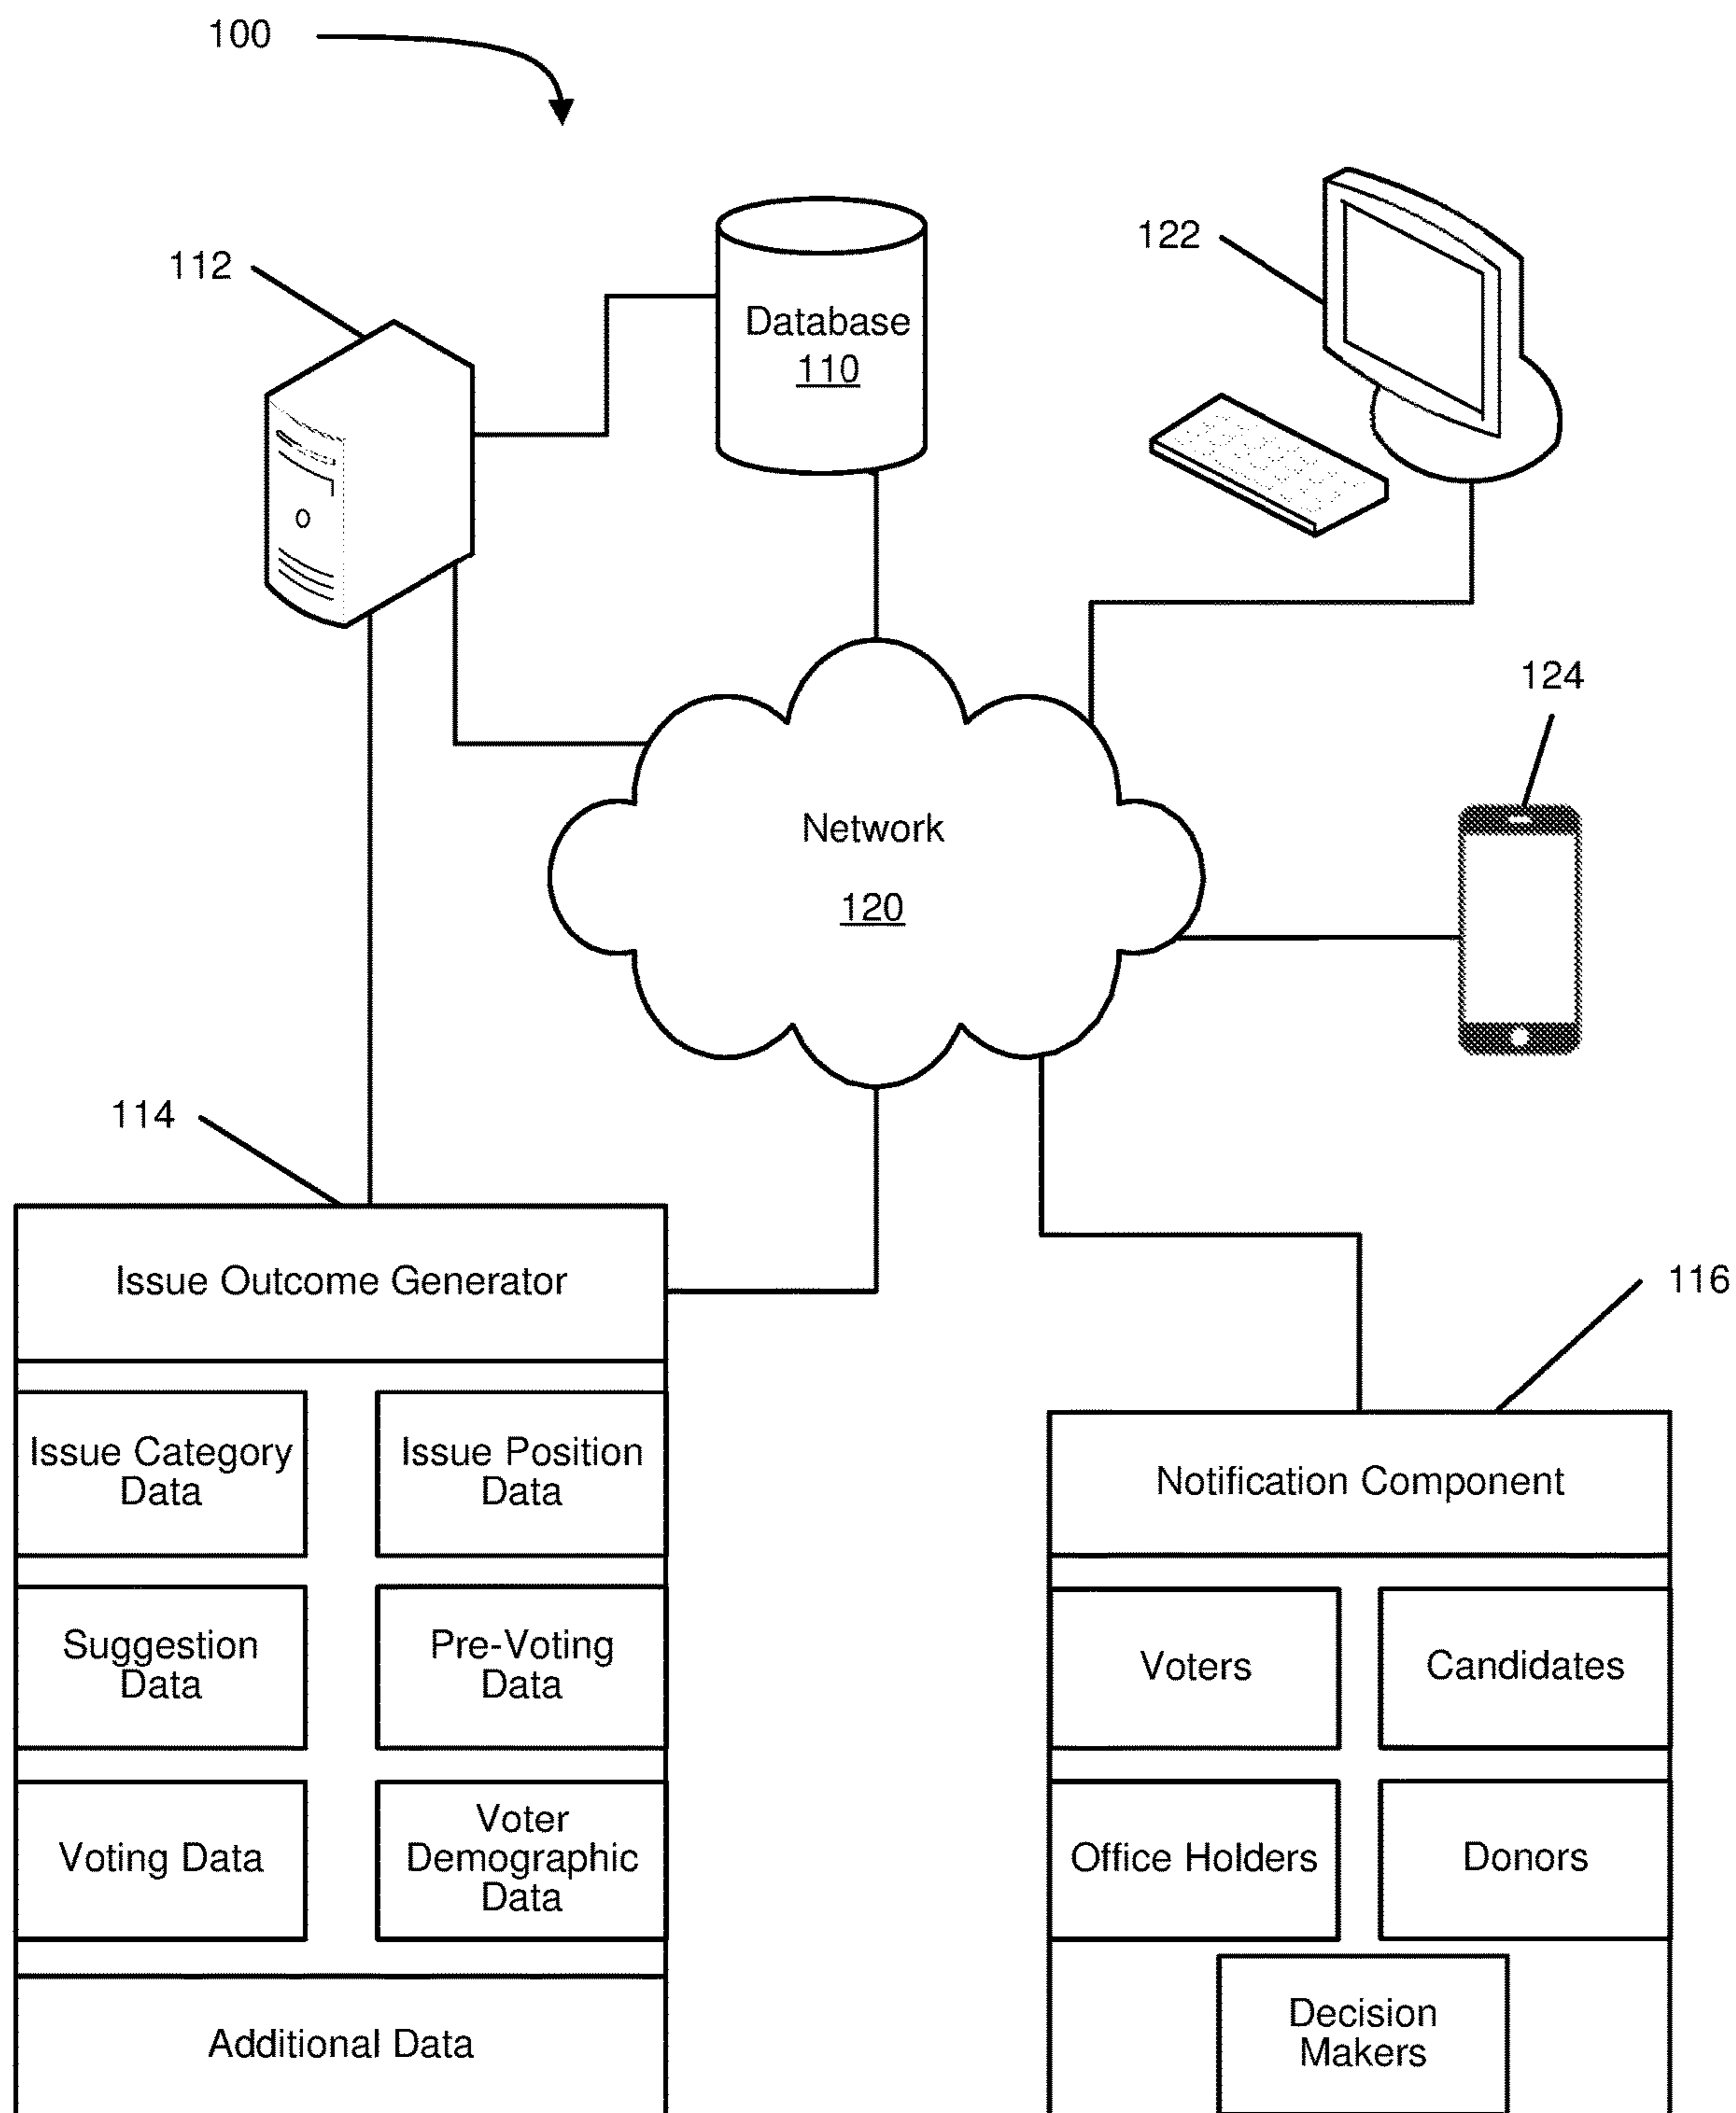 100
112
Database
110
122
124
Network
120
114
116
Issue Outcome Generator
Issue Category
Data
Issue Position
Data
Suggestion
Data
Pre-Voting
Data
Voting Data
Voter
Demographic
Data
Additional Data
Notification Component
Voters
Candidates
Office Holders
Donors
Decision
Makers